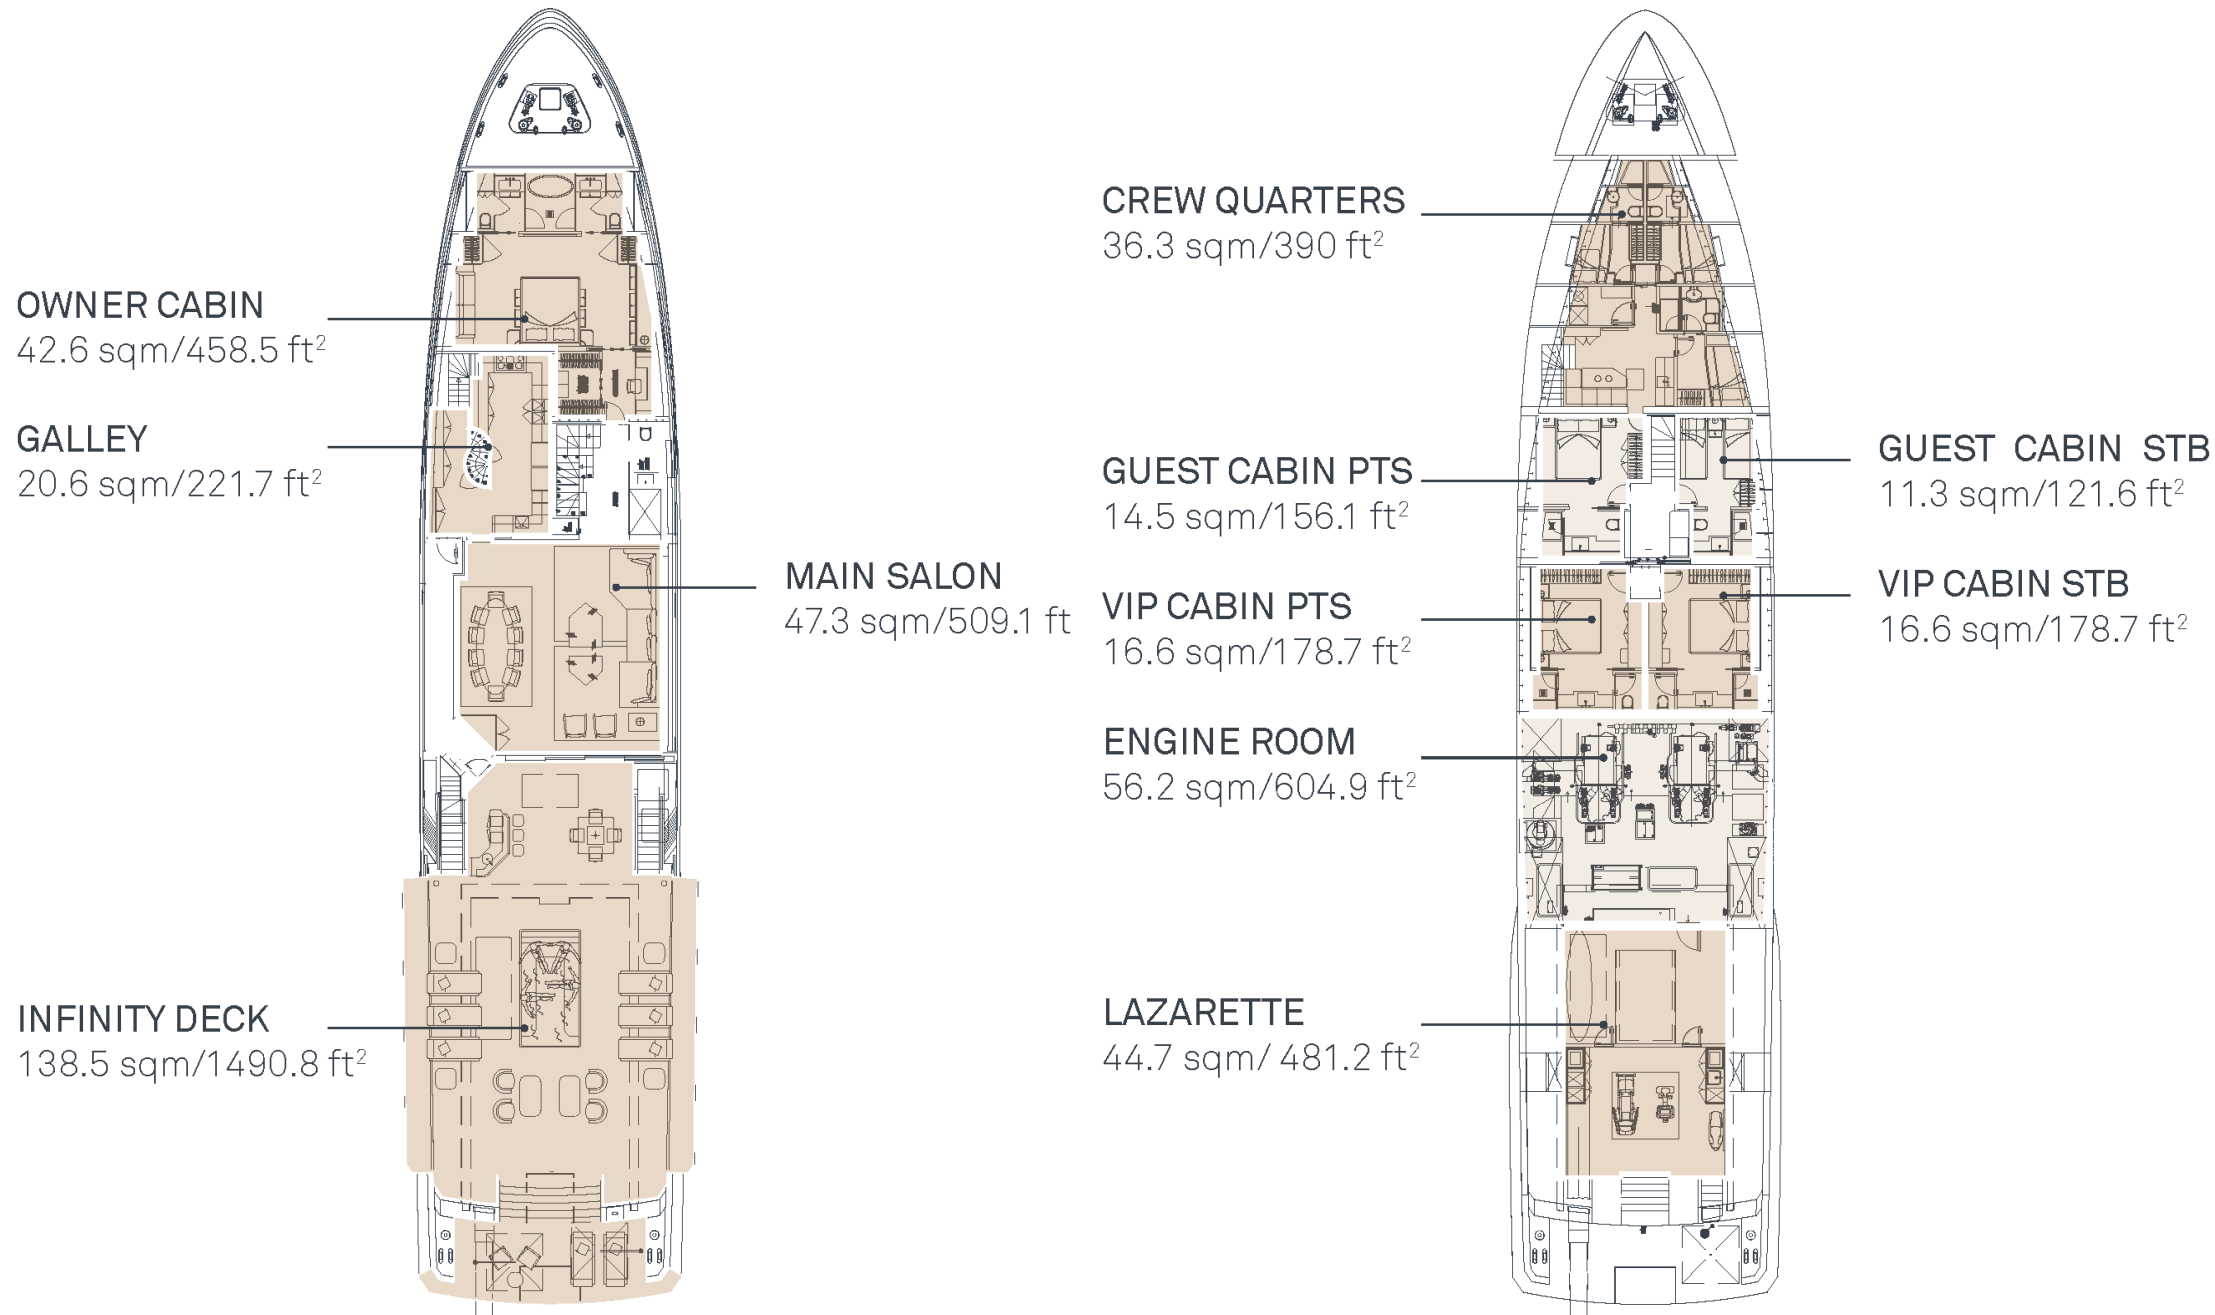 OWNER CABIN
42.6 sqm/458.5 ft²
GALLEY
20.6 sqm/221.7 ft²
MAIN SALON
47.3 sqm/509.1 ft
INFINITY DECK
138.5 sqm/1490.8 ft²
CREW QUARTERS
36.3 sqm/390 ft²
GUEST CABIN PTS
14.5 sqm/156.1 ft²
GUEST CABIN STB
11.3 sqm/121.6 ft²
VIP CABIN PTS
16.6 sqm/178.7 ft²
VIP CABIN STB
16.6 sqm/178.7 ft²
ENGINE ROOM
56.2 sqm/604.9 ft²
LAZARETTE
44.7 sqm/ 481.2 ft²